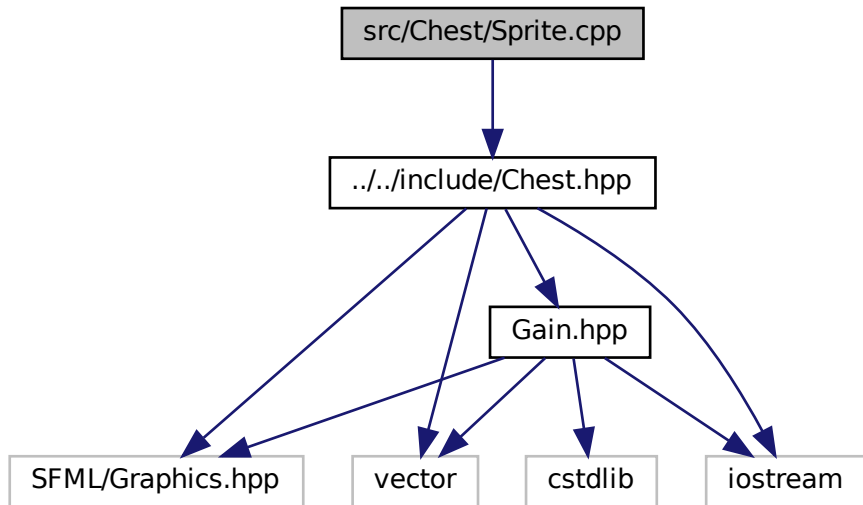 src/Chest/Sprite.cpp
../../include/Chest.hpp
Gain.hpp
SFML/Graphics.hpp
vector
cstdlib
iostream